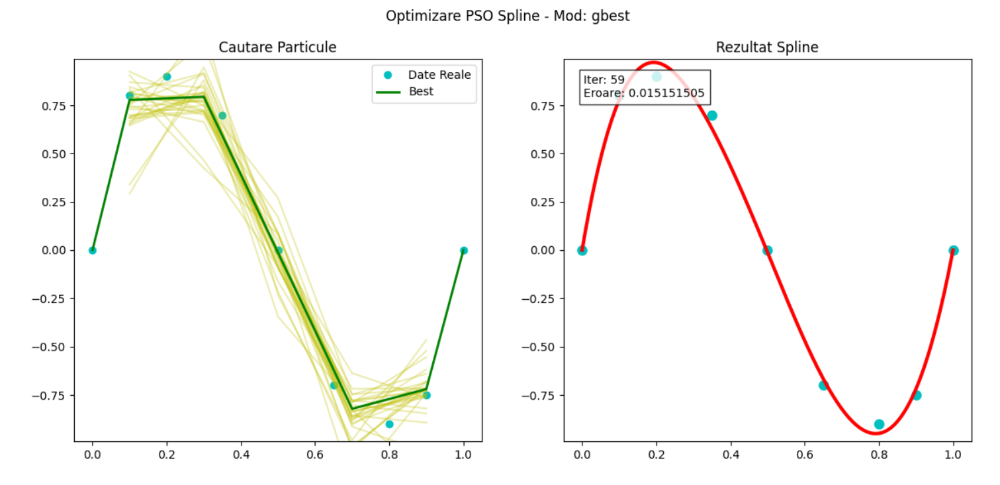 Optimizare PSO Spline - Mod: gbest
Cautare Particule
Date Reale
Best
0.75
0.50
0.25
0.00
−0.25
−0.50
−0.75
0.0 0.2 0.4 0.6 0.8 1.0
Rezultat Spline
Iter: 59
Eroare: 0.015151505
0.75
0.50
0.25
0.00
−0.25
−0.50
−0.75
0.0 0.2 0.4 0.6 0.8 1.0